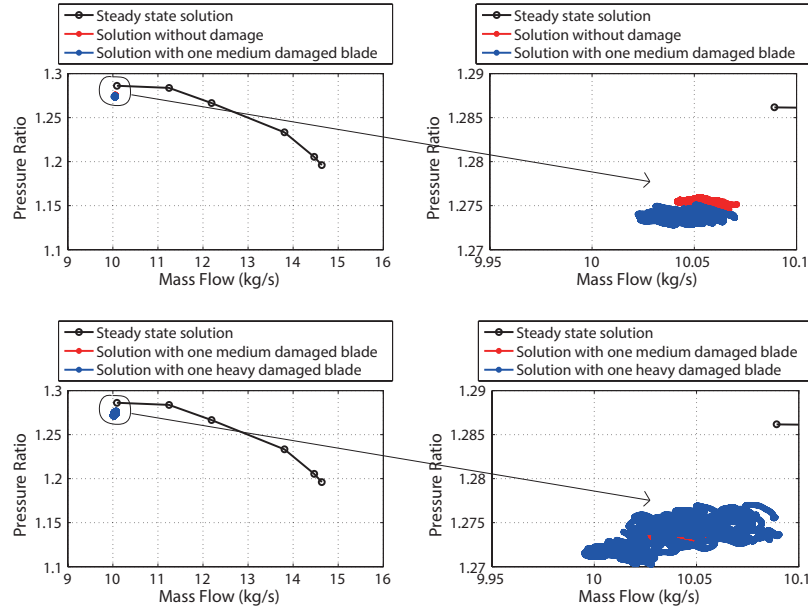 Steady state solution
Solution without damage
Solution with one medium damaged blade
Steady state solution
Solution without damage
Solution with one medium damaged blade
1.3
1.25
1.2
1.15
1.1
Pressure Ratio
9 10 11 12 13 14 15 16
Mass Flow (kg/s)
1.29
1.285
1.28
1.275
1.27
Pressure Ratio
9.95 10 10.05 10.1
Mass Flow (kg/s)
Steady state solution
Solution with one medium damaged blade
Solution with one heavy damaged blade
Steady state solution
Solution with one medium damaged blade
Solution with one heavy damaged blade
1.3
1.25
1.2
1.15
1.1
Pressure Ratio
9 10 11 12 13 14 15 16
Mass Flow (kg/s)
1.29
1.285
1.28
1.275
1.27
Pressure Ratio
9.95 10 10.05 10.1
Mass Flow (kg/s)